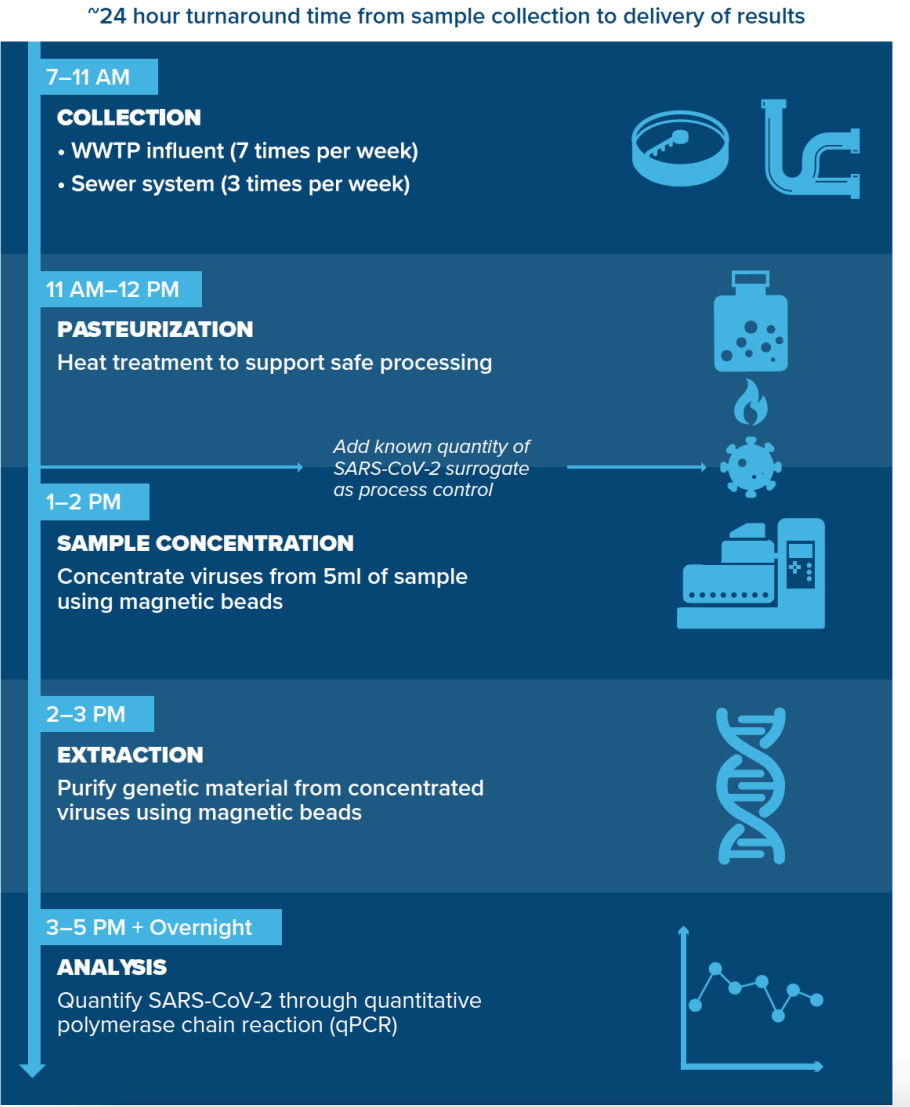 ~24 hour turnaround time from sample collection to delivery of results
7–11 AM
COLLECTION
• WWTP influent (7 times per week)
• Sewer system (3 times per week)
11 AM–12 PM
PASTEURIZATION
Heat treatment to support safe processing
Add known quantity of
SARS-CoV-2 surrogate
as process control
1–2 PM
SAMPLE CONCENTRATION
Concentrate viruses from 5ml of sample
using magnetic beads
2–3 PM
EXTRACTION
Purify genetic material from concentrated
viruses using magnetic beads
3–5 PM + Overnight
ANALYSIS
Quantify SARS-CoV-2 through quantitative
polymerase chain reaction (qPCR)